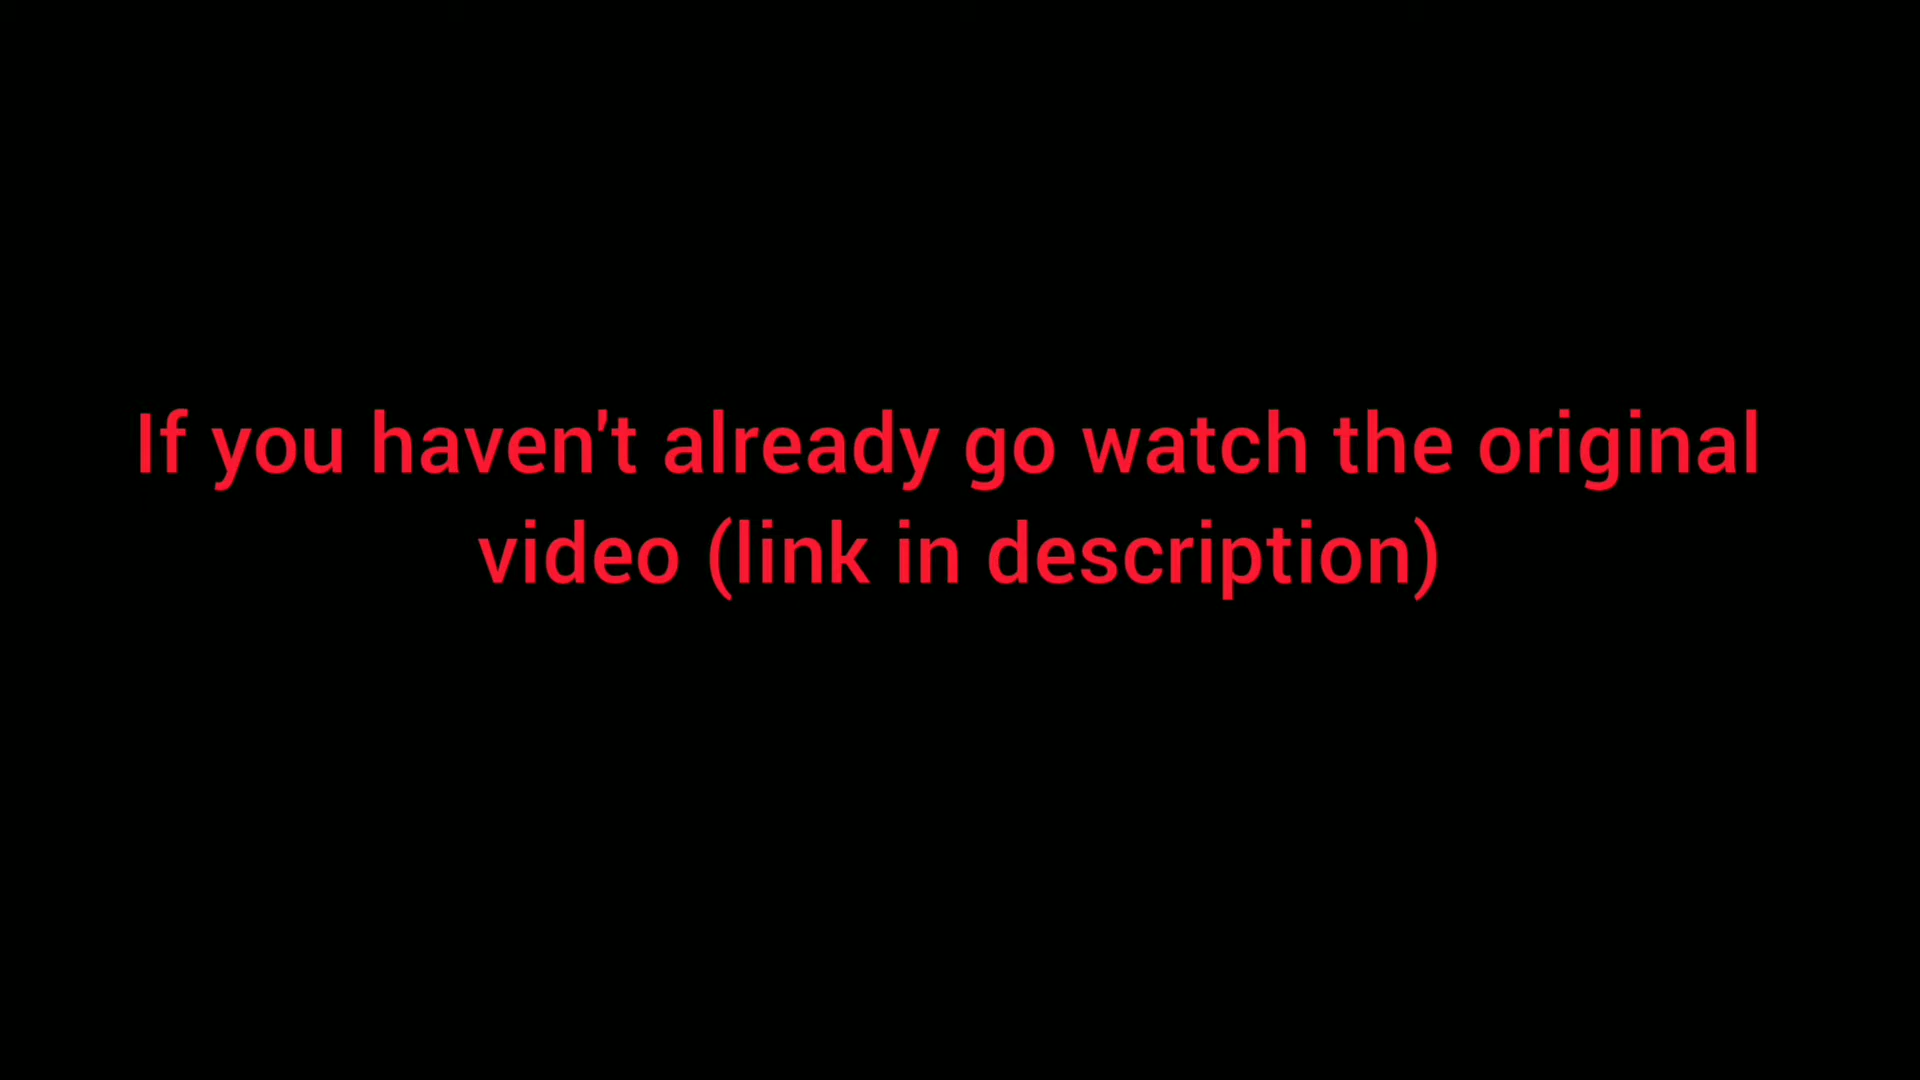 If you haven't already go watch the original
video (link in description)